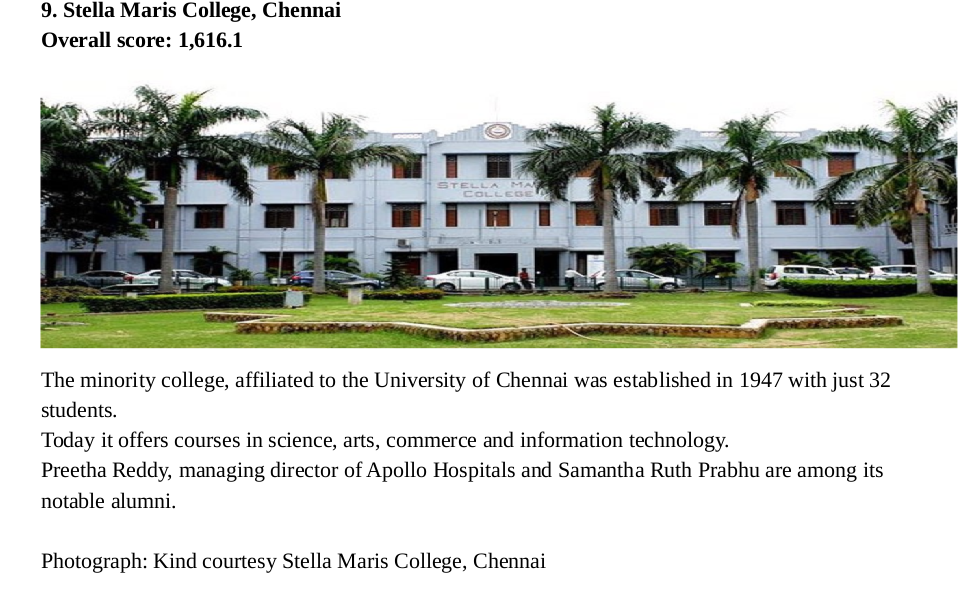 9. Stella Maris College, Chennai
Overall score: 1,616.1
STELLA
COLLEGE
The minority college, affiliated to the University of Chennai was established in 1947 with just 32
students.
Today it offers courses in science, arts, commerce and information technology.
Preetha Reddy, managing director of Apollo Hospitals and Samantha Ruth Prabhu are among its
notable alumni.
Photograph: Kind courtesy Stella Maris College, Chennai